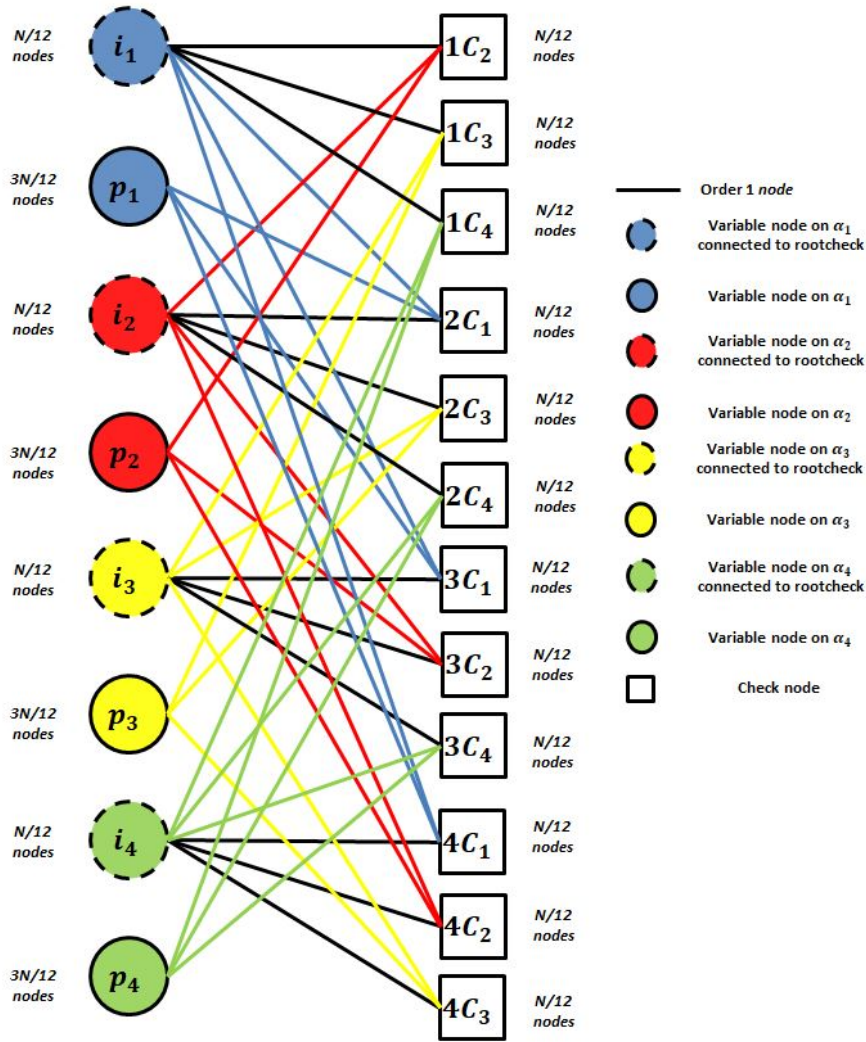 N/12
nodes
i₁
1C₂
N/12
nodes
1C₃
N/12
nodes
3N/12
nodes
p₁
1C₄
N/12
nodes
N/12
nodes
i₂
2C₁
N/12
nodes
2C₃
N/12
nodes
3N/12
nodes
p₂
2C₄
N/12
nodes
N/12
nodes
i₃
3C₁
N/12
nodes
3C₂
N/12
nodes
3N/12
nodes
p₃
3C₄
N/12
nodes
N/12
nodes
i₄
4C₁
N/12
nodes
4C₂
N/12
nodes
3N/12
nodes
p₄
4C₃
N/12
nodes
Order 1 node
Variable node on α₁
connected to rootcheck
Variable node on α₁
Variable node on α₂
connected to rootcheck
Variable node on α₂
Variable node on α₃
connected to rootcheck
Variable node on α₃
Variable node on α₄
connected to rootcheck
Variable node on α₄
Check node